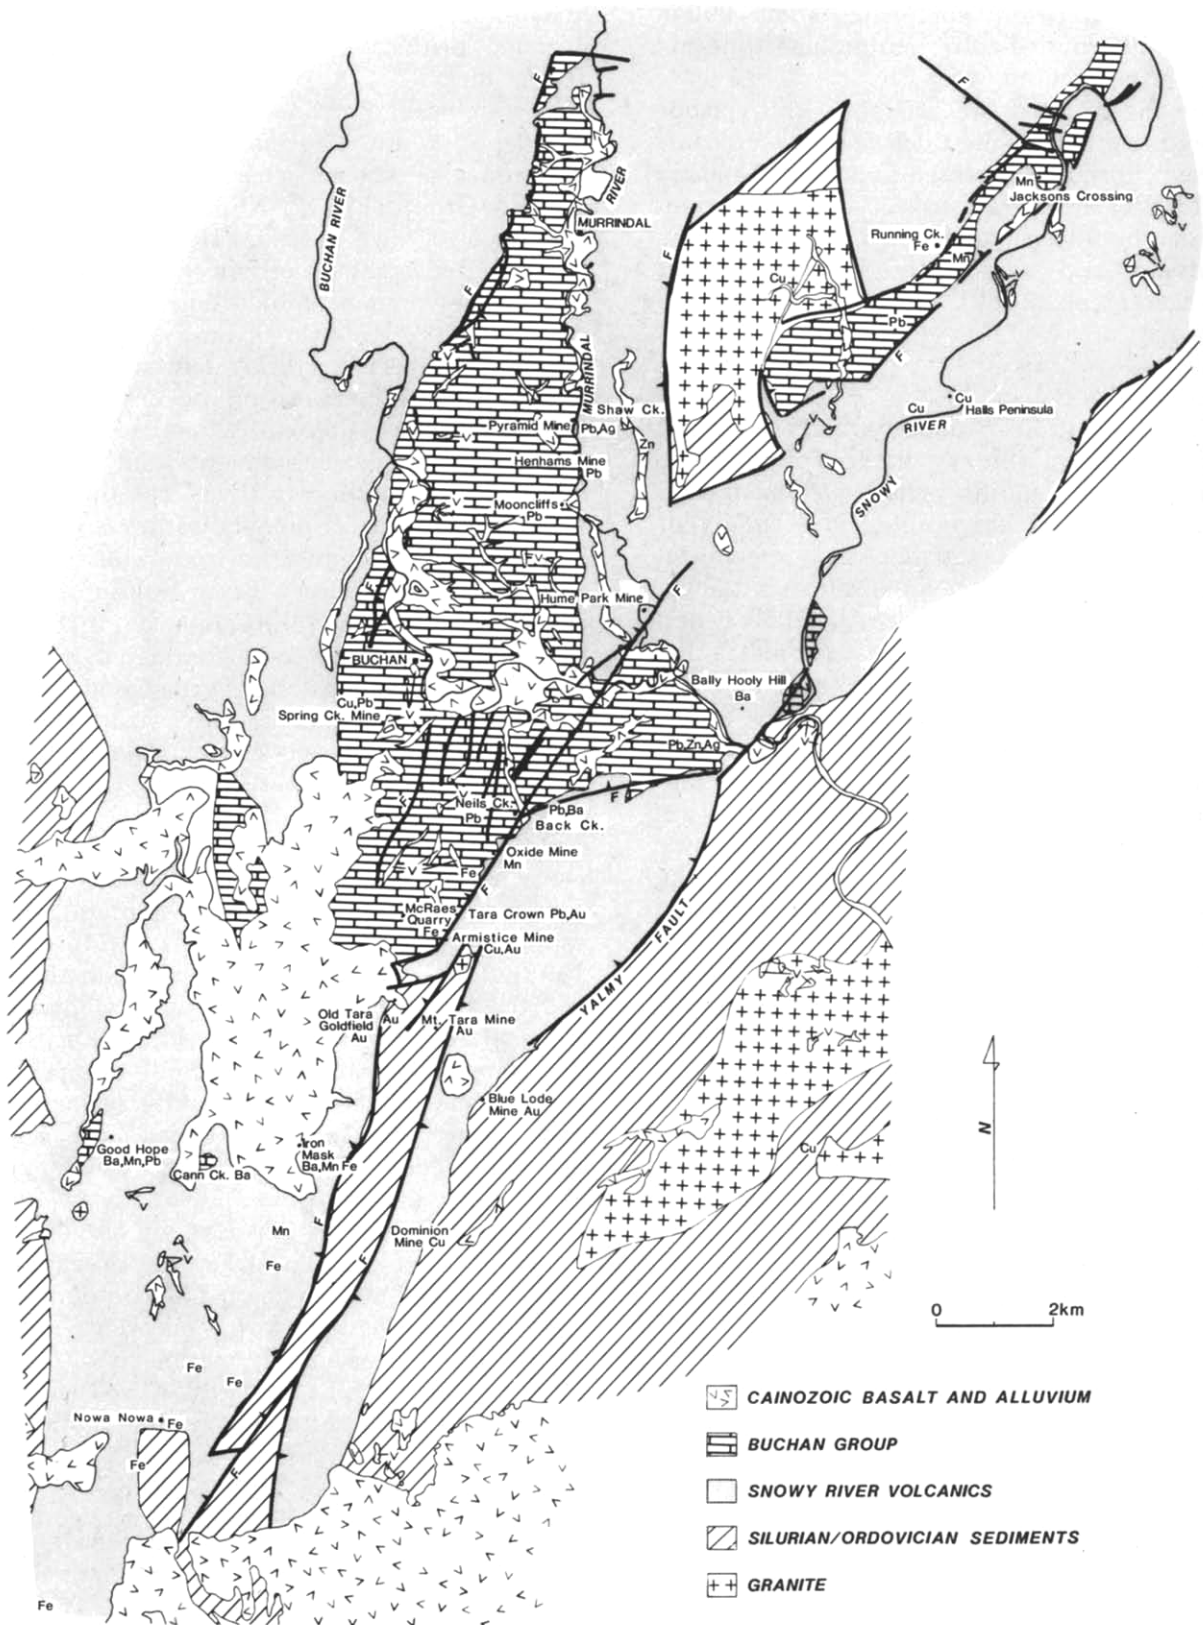 F
F
BUCHAN RIVER
RIVER
MURRINDAL
Mn
Jacksons Crossing
Running Ck.
Fe
Mn
F
Cu
F
Pb
F
MURRINDAL
Shaw Ck.
Cu
Cu
Halls Peninsula
RIVER
Pyramid Mine
Pb,Ag
Zn
Henhams Mine
Pb
SNOWY
Mooncliffs
Pb
F
F
Hume Park Mine
F
BUCHAN
Bally Hooly Hill
Ba
Cu,Pb
Spring Ck. Mine
Pb,Zn,Ag
F
F
Neils Ck.
Pb
Pb,Ba
Back Ck.
Oxide Mine
Mn
Fe
F
McRaes
Quarry
Fe
Tara Crown Pb,Au
Armistice Mine
Cu,Au
YALMY FAULT
Old Tara
Goldfield
Au
Au
Mt. Tara Mine
Au
Blue Lode
Mine Au
N
Good Hope
Ba,Mn,Pb
Cann Ck. Ba
Iron
Mask
Ba,Mn Fe
Cu
Mn
F
Dominion
Mine Cu
Fe
F
0 2km
Fe
Fe
Nowa Nowa
Fe
Fe
F
Fe
CAINOZOIC BASALT AND ALLUVIUM
BUCHAN GROUP
SNOWY RIVER VOLCANICS
SILURIAN/ORDOVICIAN SEDIMENTS
GRANITE